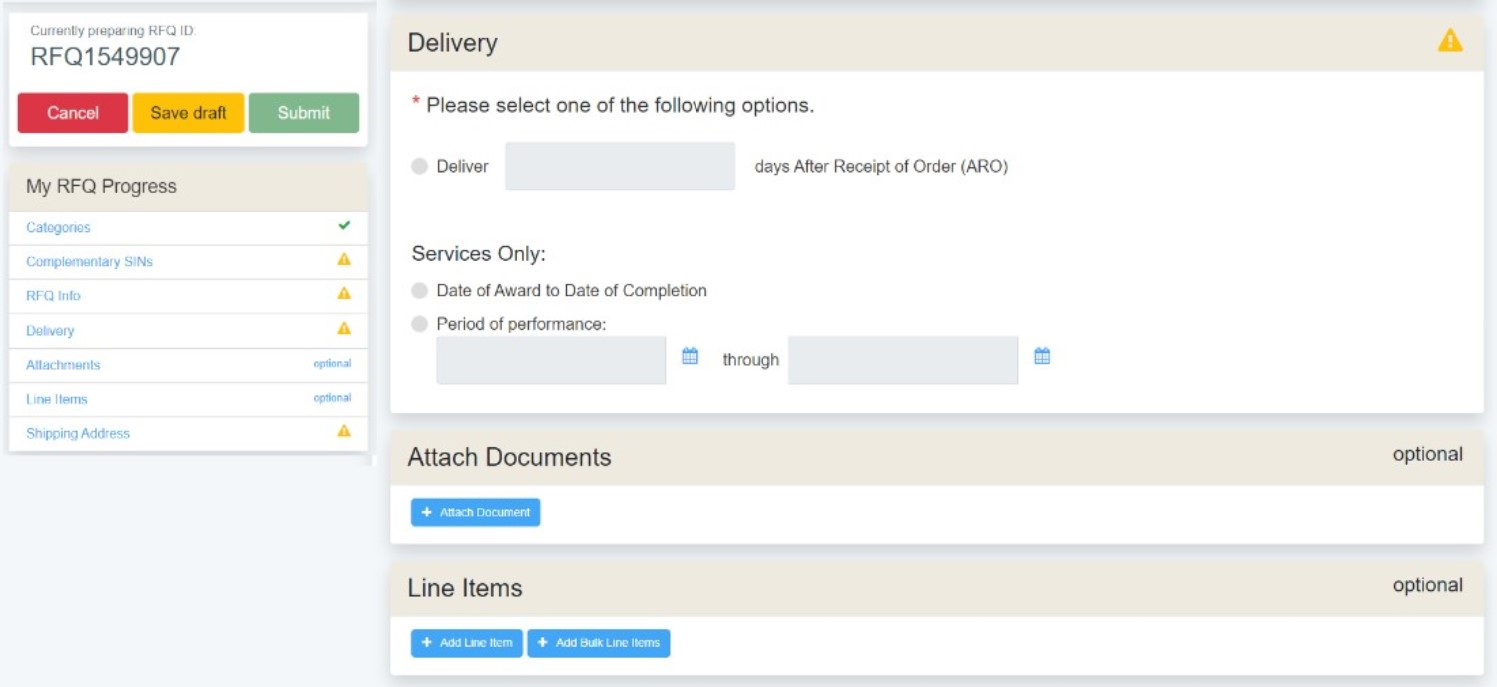 Currently preparing RFQ ID:
RFQ1549907
Cancel Save draft Submit
My RFQ Progress
Categories
Complementary SINs
RFQ Info
Delivery
Attachments optional
Line Items optional
Shipping Address
Delivery
* Please select one of the following options.
Deliver days After Receipt of Order (ARO)
Services Only:
Date of Award to Date of Completion
Period of performance:
through
Attach Documents optional
+ Attach Document
Line Items optional
+ Add Line Item + Add Bulk Line Items